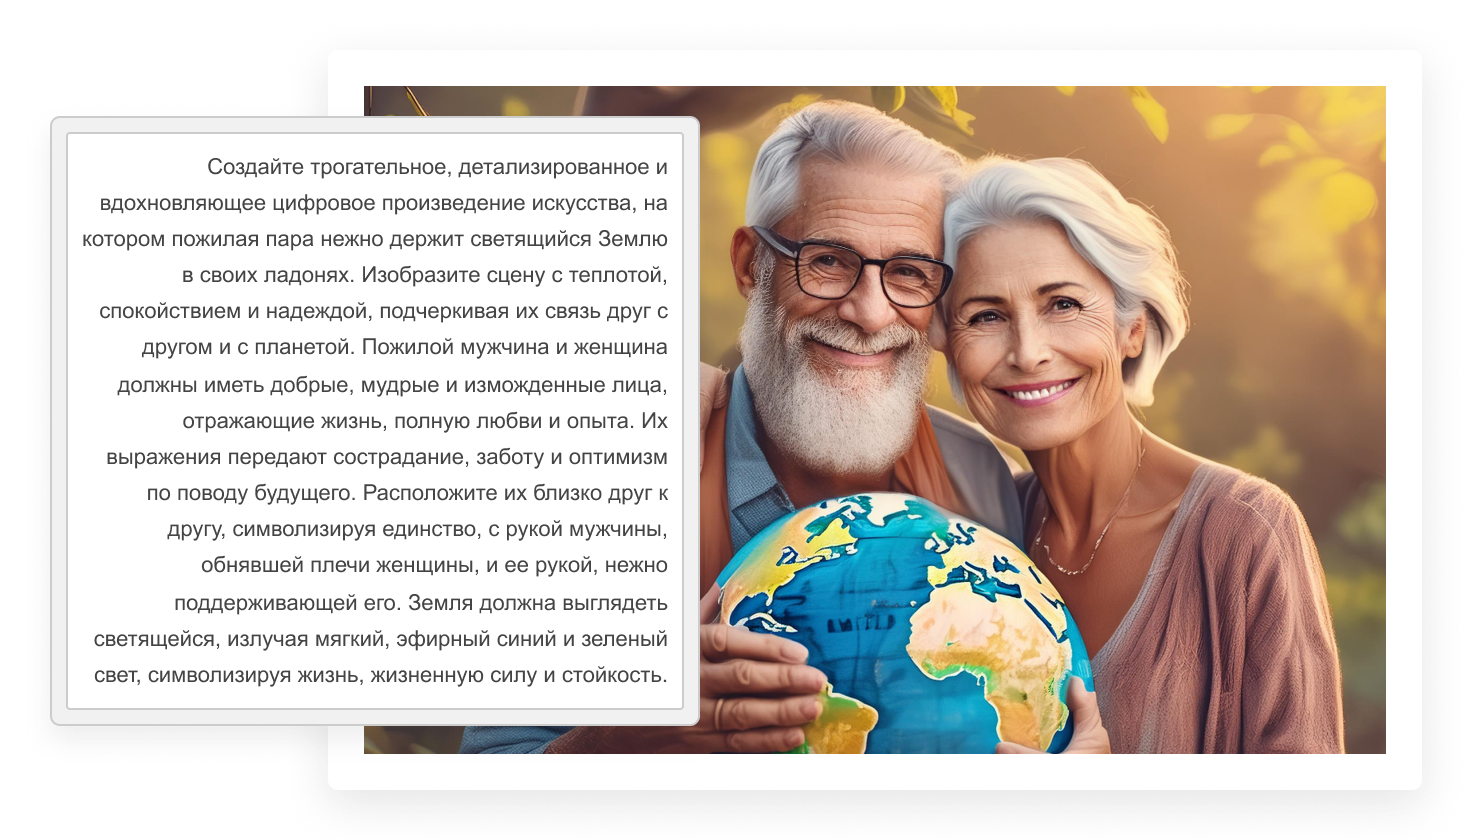 Создайте трогательное, детализированное и
вдохновляющее цифровое произведение искусства, на
котором пожилая пара нежно держит светящийся Землю
в своих ладонях. Изобразите сцену с теплотой,
спокойствием и надеждой, подчеркивая их связь друг с
другом и с планетой. Пожилой мужчина и женщина
должны иметь добрые, мудрые и изможденные лица,
отражающие жизнь, полную любви и опыта. Их
выражения передают сострадание, заботу и оптимизм
по поводу будущего. Расположите их близко друг к
другу, символизируя единство, с рукой мужчины,
обнявшей плечи женщины, и ее рукой, нежно
поддерживающей его. Земля должна выглядеть
светящейся, излучая мягкий, эфирный синий и зеленый
свет, символизируя жизнь, жизненную силу и стойкость.